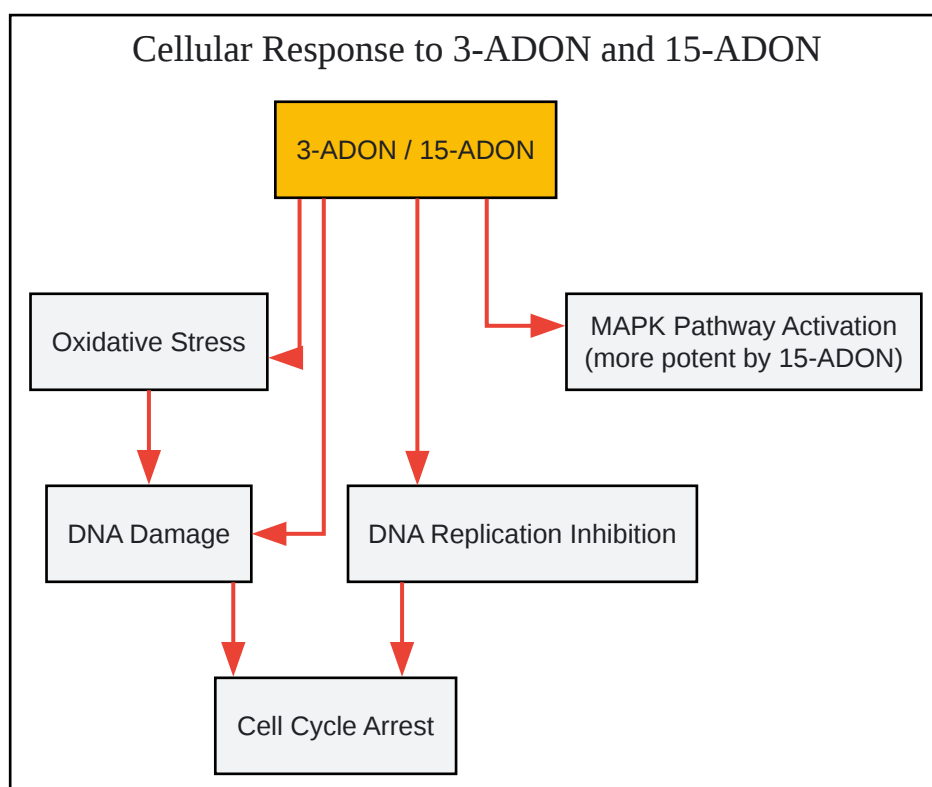 Cellular Response to 3-ADON and 15-ADON
3-ADON / 15-ADON
Oxidative Stress
MAPK Pathway Activation
(more potent by 15-ADON)
DNA Damage
DNA Replication Inhibition
Cell Cycle Arrest